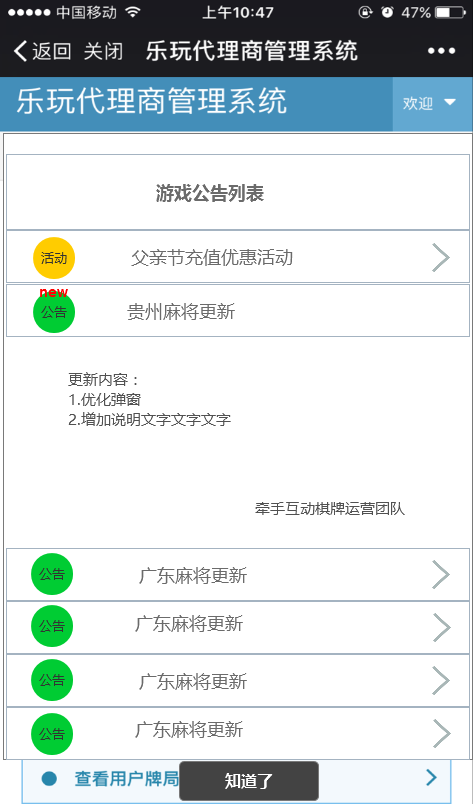 中国移动 上午10:47 47%
返回 关闭 乐玩代理商管理系统
乐玩代理商管理系统 欢迎
游戏公告列表
活动 父亲节充值优惠活动
new
公告 贵州麻将更新
更新内容：
1.优化弹窗
2.增加说明文字文字文字
牵手互动棋牌运营团队
公告 广东麻将更新
公告 广东麻将更新
公告 广东麻将更新
公告 广东麻将更新
查看用户牌局
知道了